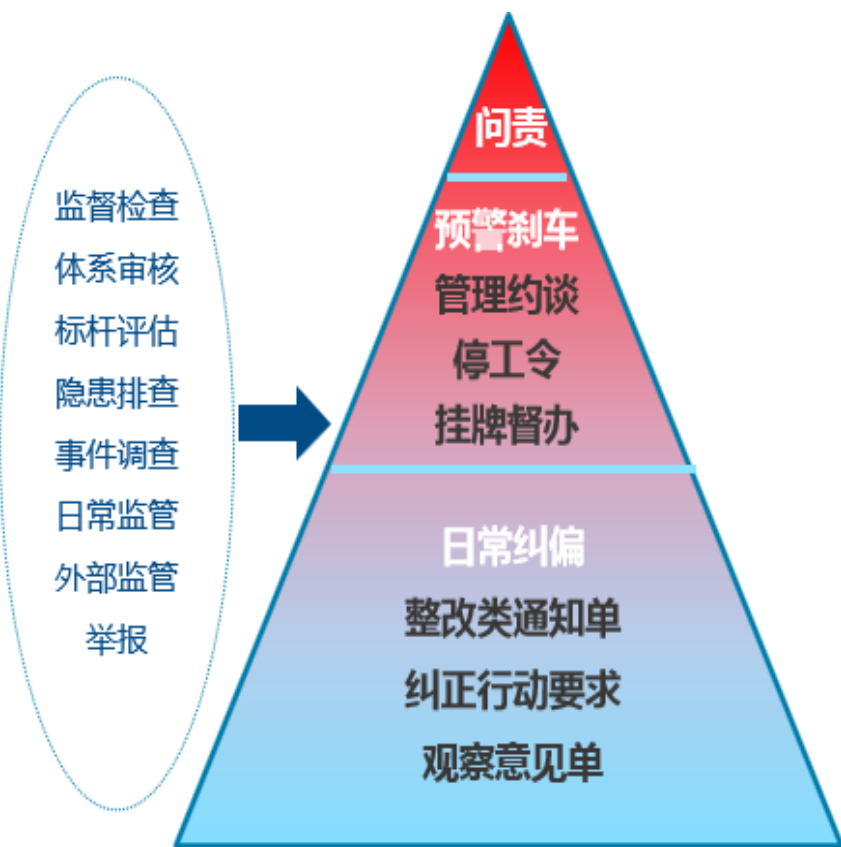 监督检查
体系审核
标杆评估
隐患排查
事件调查
日常监管
外部监管
举报
问责
预警刹车
管理约谈
停工令
挂牌督办
日常纠偏
整改类通知单
纠正行动要求
观察意见单